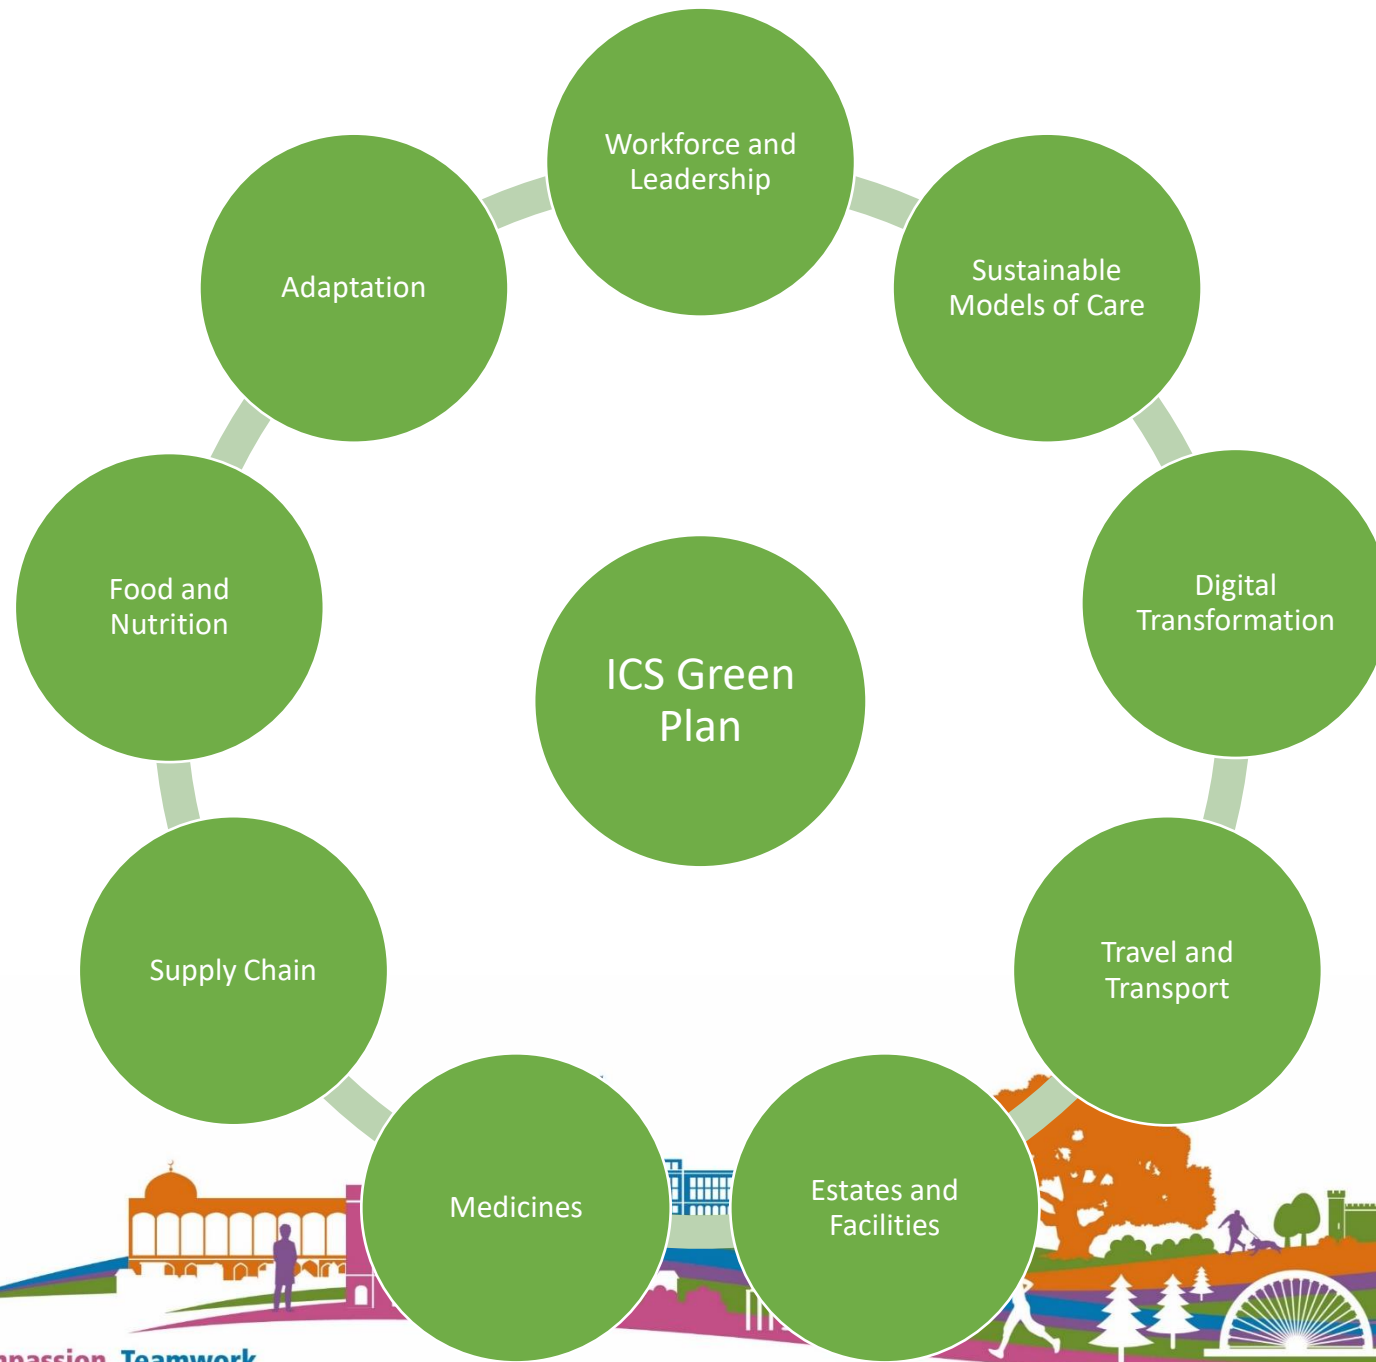 Workforce and
Leadership
Sustainable
Models of Care
Digital
Transformation
Travel and
Transport
Estates and
Facilities
Medicines
Supply Chain
Food and
Nutrition
Adaptation
ICS Green
Plan
Teamwork